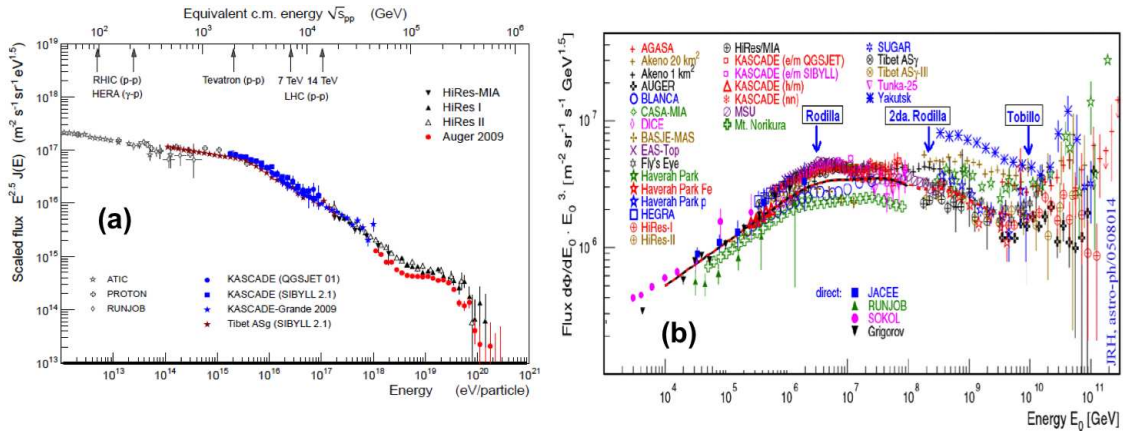 (a)
Equivalent c.m. energy √s_pp (GeV)
10^2 10^3 10^4 10^5 10^6
Scaled flux E^2.5 J(E) (m^-2 s^-1 sr^-1 eV^1.5)
10^19
10^18
10^17
10^16
10^15
10^14
10^13
RHIC (p-p)
HERA (γ-p)
Tevatron (p-p)
7 TeV 14 TeV
LHC (p-p)
HiRes-MIA
HiRes I
HiRes II
Auger 2009
(a)
ATIC
PROTON
RUNJOB
KASCADE (QGSJET 01)
KASCADE (SIBYLL 2.1)
KASCADE-Grande 2009
Tibet ASg (SIBYLL 2.1)
10^13 10^14 10^15 10^16 10^17 10^18 10^19 10^20 10^21
Energy (eV/particle)
Flux dΦ/dE_0 · E_0^3. [m^-2 sr^-1 s^-1 GeV^1.5]
10^7
10^6
AGASA
Akeno 20 km^2
Akeno 1 km^2
AUGER
BLANCA
CASA-MIA
DICE
BASJE-MAS
EAS-Top
Fly's Eye
Haverah Park
Haverah Park Fe
Haverah Park p
HEGRA
HiRes-I
HiRes-II
HiRes/MIA
KASCADE (e/m QGSJET)
KASCADE (e/m SIBYLL)
KASCADE (h/m)
KASCADE (nn)
MSU
Mt. Norikura
SUGAR
Tibet ASγ
Tibet ASγ-III
Tunka-25
Yakutsk
Rodilla
2da. Rodilla
Tobillo
direct:
JACEE
RUNJOB
SOKOL
Grigorov
(b)
JRH, astro-ph/0508014
10^4 10^5 10^6 10^7 10^8 10^9 10^10 10^11
Energy E_0 [GeV]